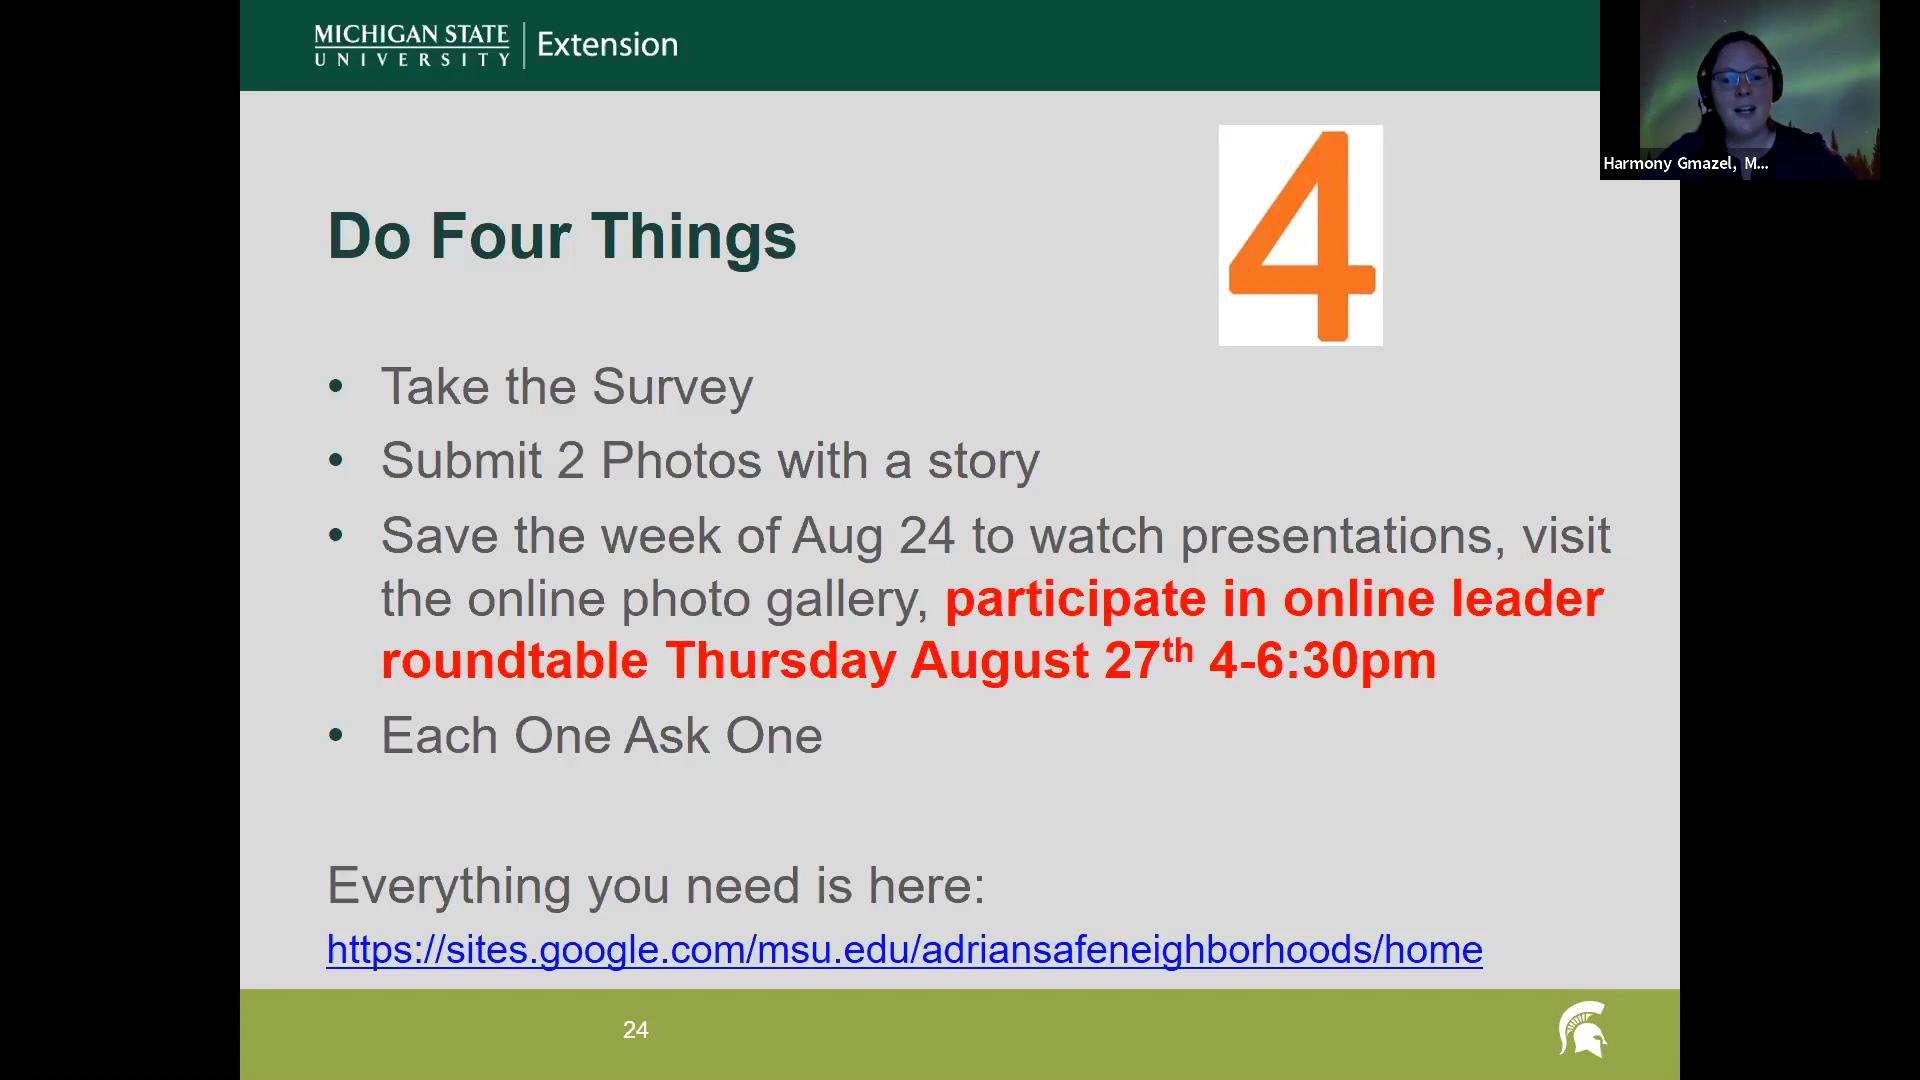 MICHIGAN STATE
UNIVERSITY
Extension
Harmony Gmazel, M...
4
Do Four Things
• Take the Survey
• Submit 2 Photos with a story
• Save the week of Aug 24 to watch presentations, visit
the online photo gallery, participate in online leader
roundtable Thursday August 27th 4-6:30pm
• Each One Ask One
Everything you need is here:
https://sites.google.com/msu.edu/adriansafeneighborhoods/home
24